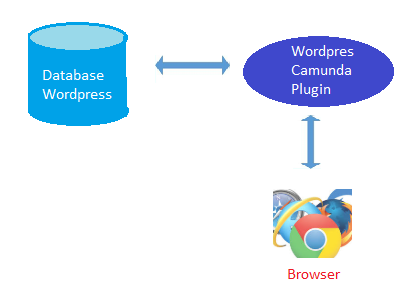 Database
Wordpress
Wordpres
Camunda
Plugin
Browser